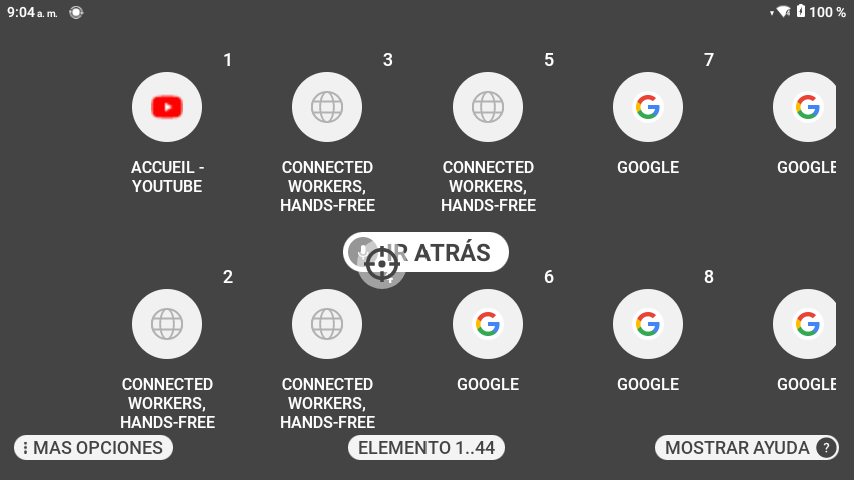 9:04 a. m.
100 %
1
3
5
7
ACCUEIL -
YOUTUBE
CONNECTED
WORKERS,
HANDS-FREE
CONNECTED
WORKERS,
HANDS-FREE
GOOGLE
GOOGLE
IR ATRÁS
2
6
8
CONNECTED
WORKERS,
HANDS-FREE
CONNECTED
WORKERS,
HANDS-FREE
GOOGLE
GOOGLE
GOOGLE
MAS OPCIONES
ELEMENTO 1..44
MOSTRAR AYUDA ?